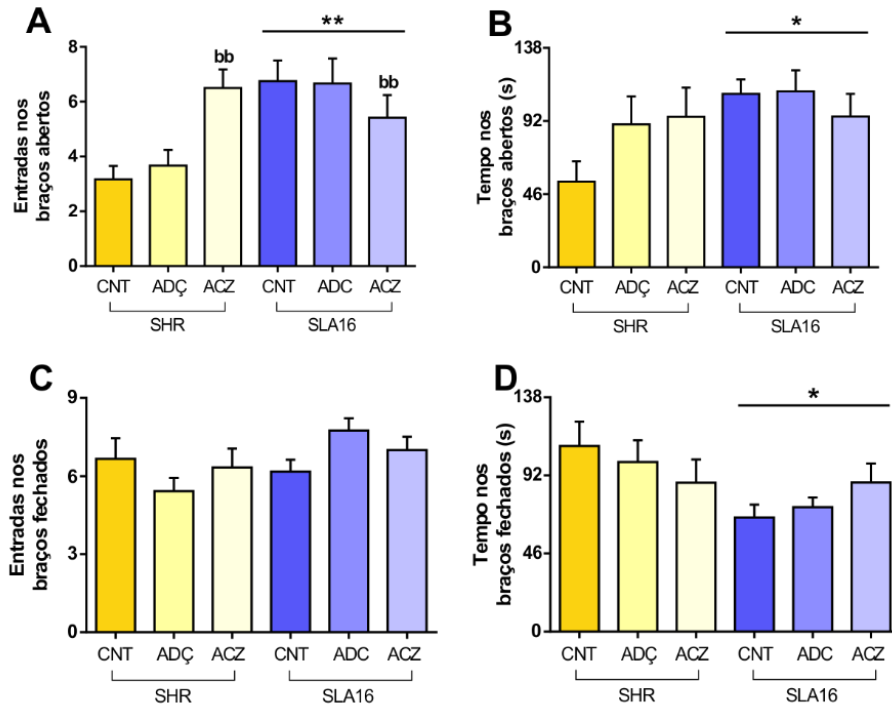 A
Entradas nos
braços abertos
8
6
4
2
0
bb
**
bb
CNT ADÇ ACZ CNT ADC ACZ
SHR SLA16
B
Tempo nos
braços abertos (s)
138
92
46
0
*
CNT ADÇ ACZ CNT ADC ACZ
SHR SLA16
C
Entradas nos
braços fechados
9
6
3
0
CNT ADÇ ACZ CNT ADC ACZ
SHR SLA16
D
Tempo nos
braços fechados (s)
138
92
46
0
*
CNT ADÇ ACZ CNT ADC ACZ
SHR SLA16